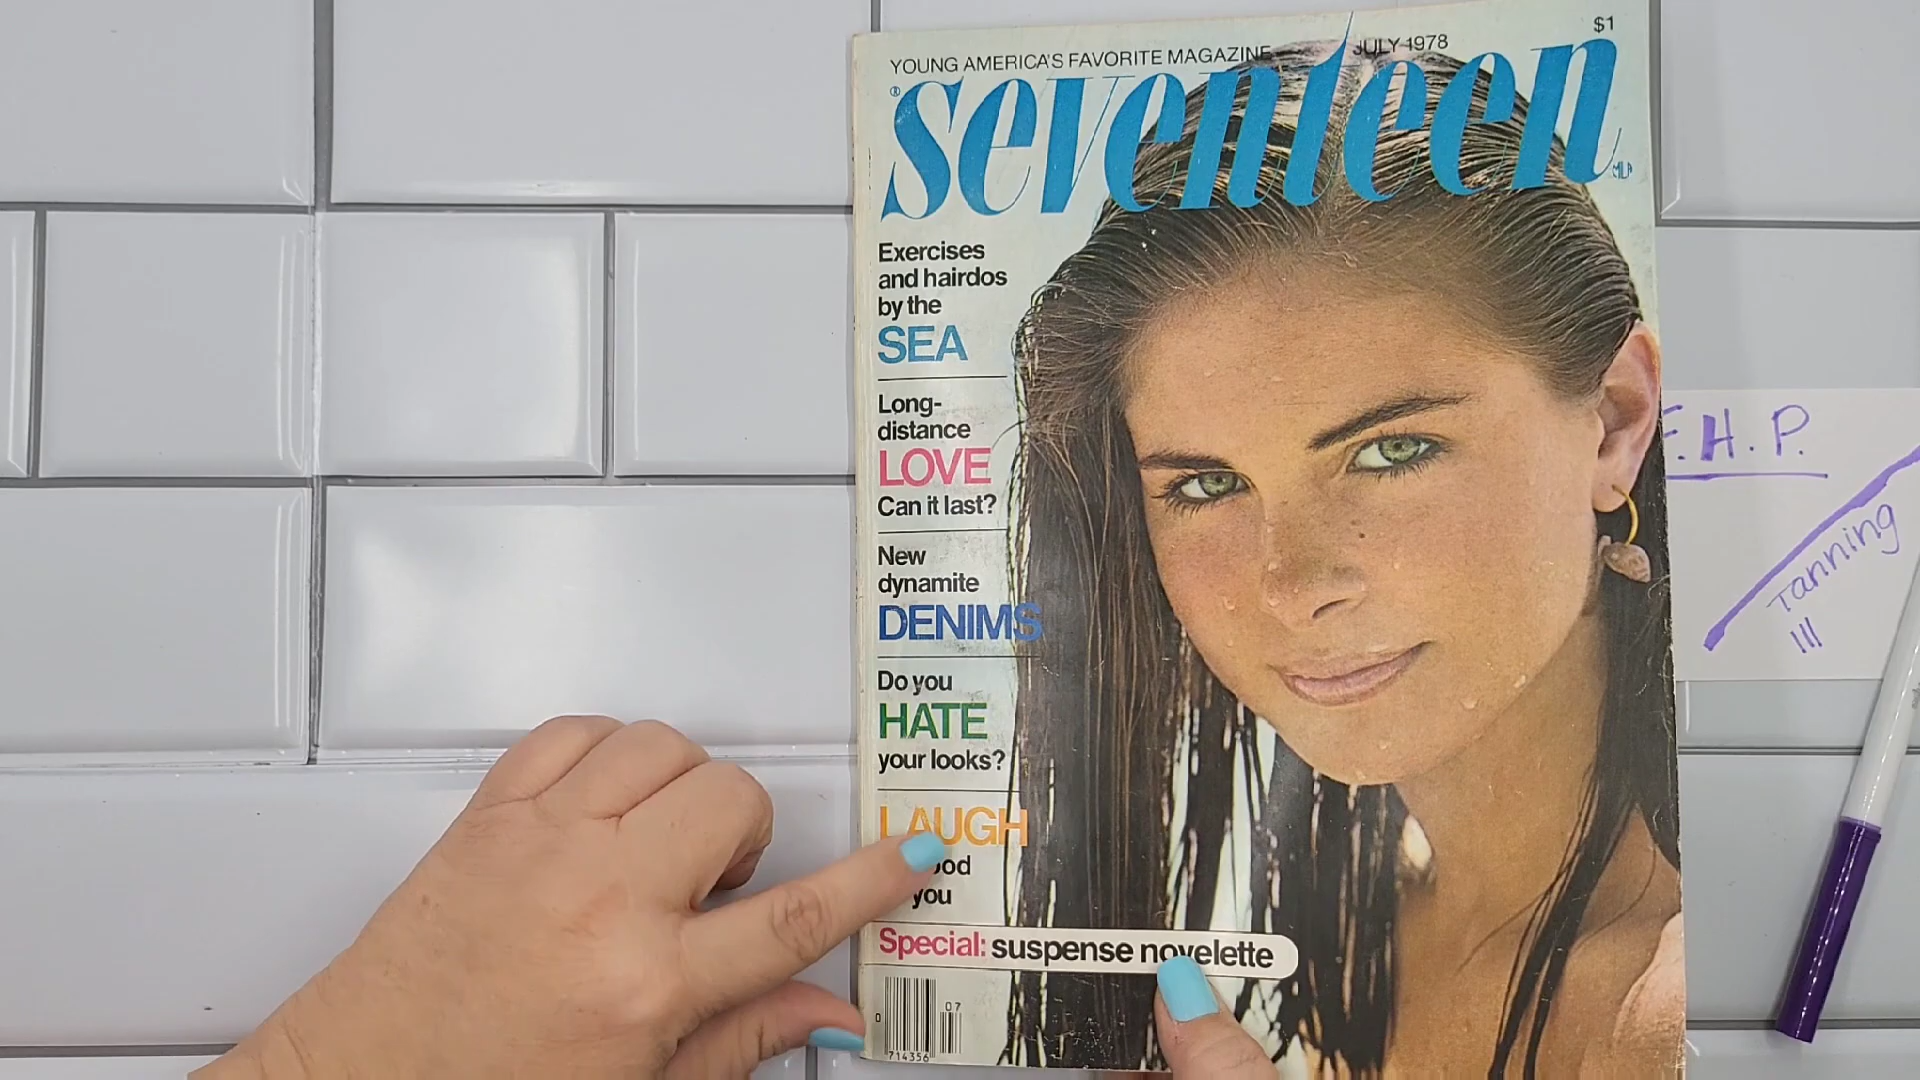 $1
YOUNG AMERICA'S FAVORITE MAGAZINE JULY 1978
seventeen
Exercises
and hairdos
by the
SEA
Long-
distance
LOVE
Can it last?
New
dynamite
DENIMS
Do you
HATE
your looks?
LAUGH
you
Special: suspense novelette
07
0
714356
H.P.
Tanning